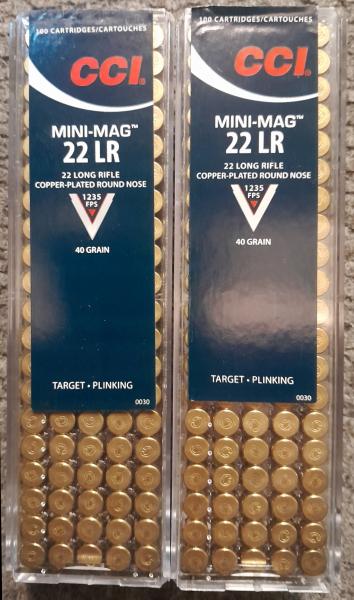 100 CARTRIDGES/CARTOUCHES
CCI®
MINI-MAG™
22 LR
22 LONG RIFLE
COPPER-PLATED ROUND NOSE
1235
FPS
40 GRAIN
0030
TARGET • PLINKING
100 CARTRIDGES/CARTOUCHES
CCI®
MINI-MAG™
22 LR
22 LONG RIFLE
COPPER-PLATED ROUND NOSE
1235
FPS
40 GRAIN
TARGET • PLINKING
0030